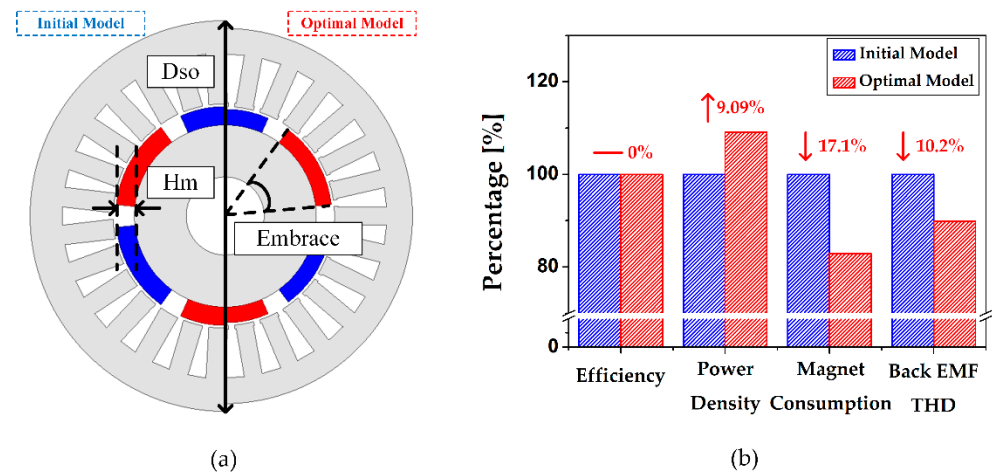 Initial Model
Optimal Model
Dso
Hm
Embrace
(a)
Initial Model
Optimal Model
Percentage [%]
120
100
80
0
0%
9.09%
17.1%
10.2%
Efficiency
Power
Density
Magnet
Consumption
Back EMF
THD
(b)